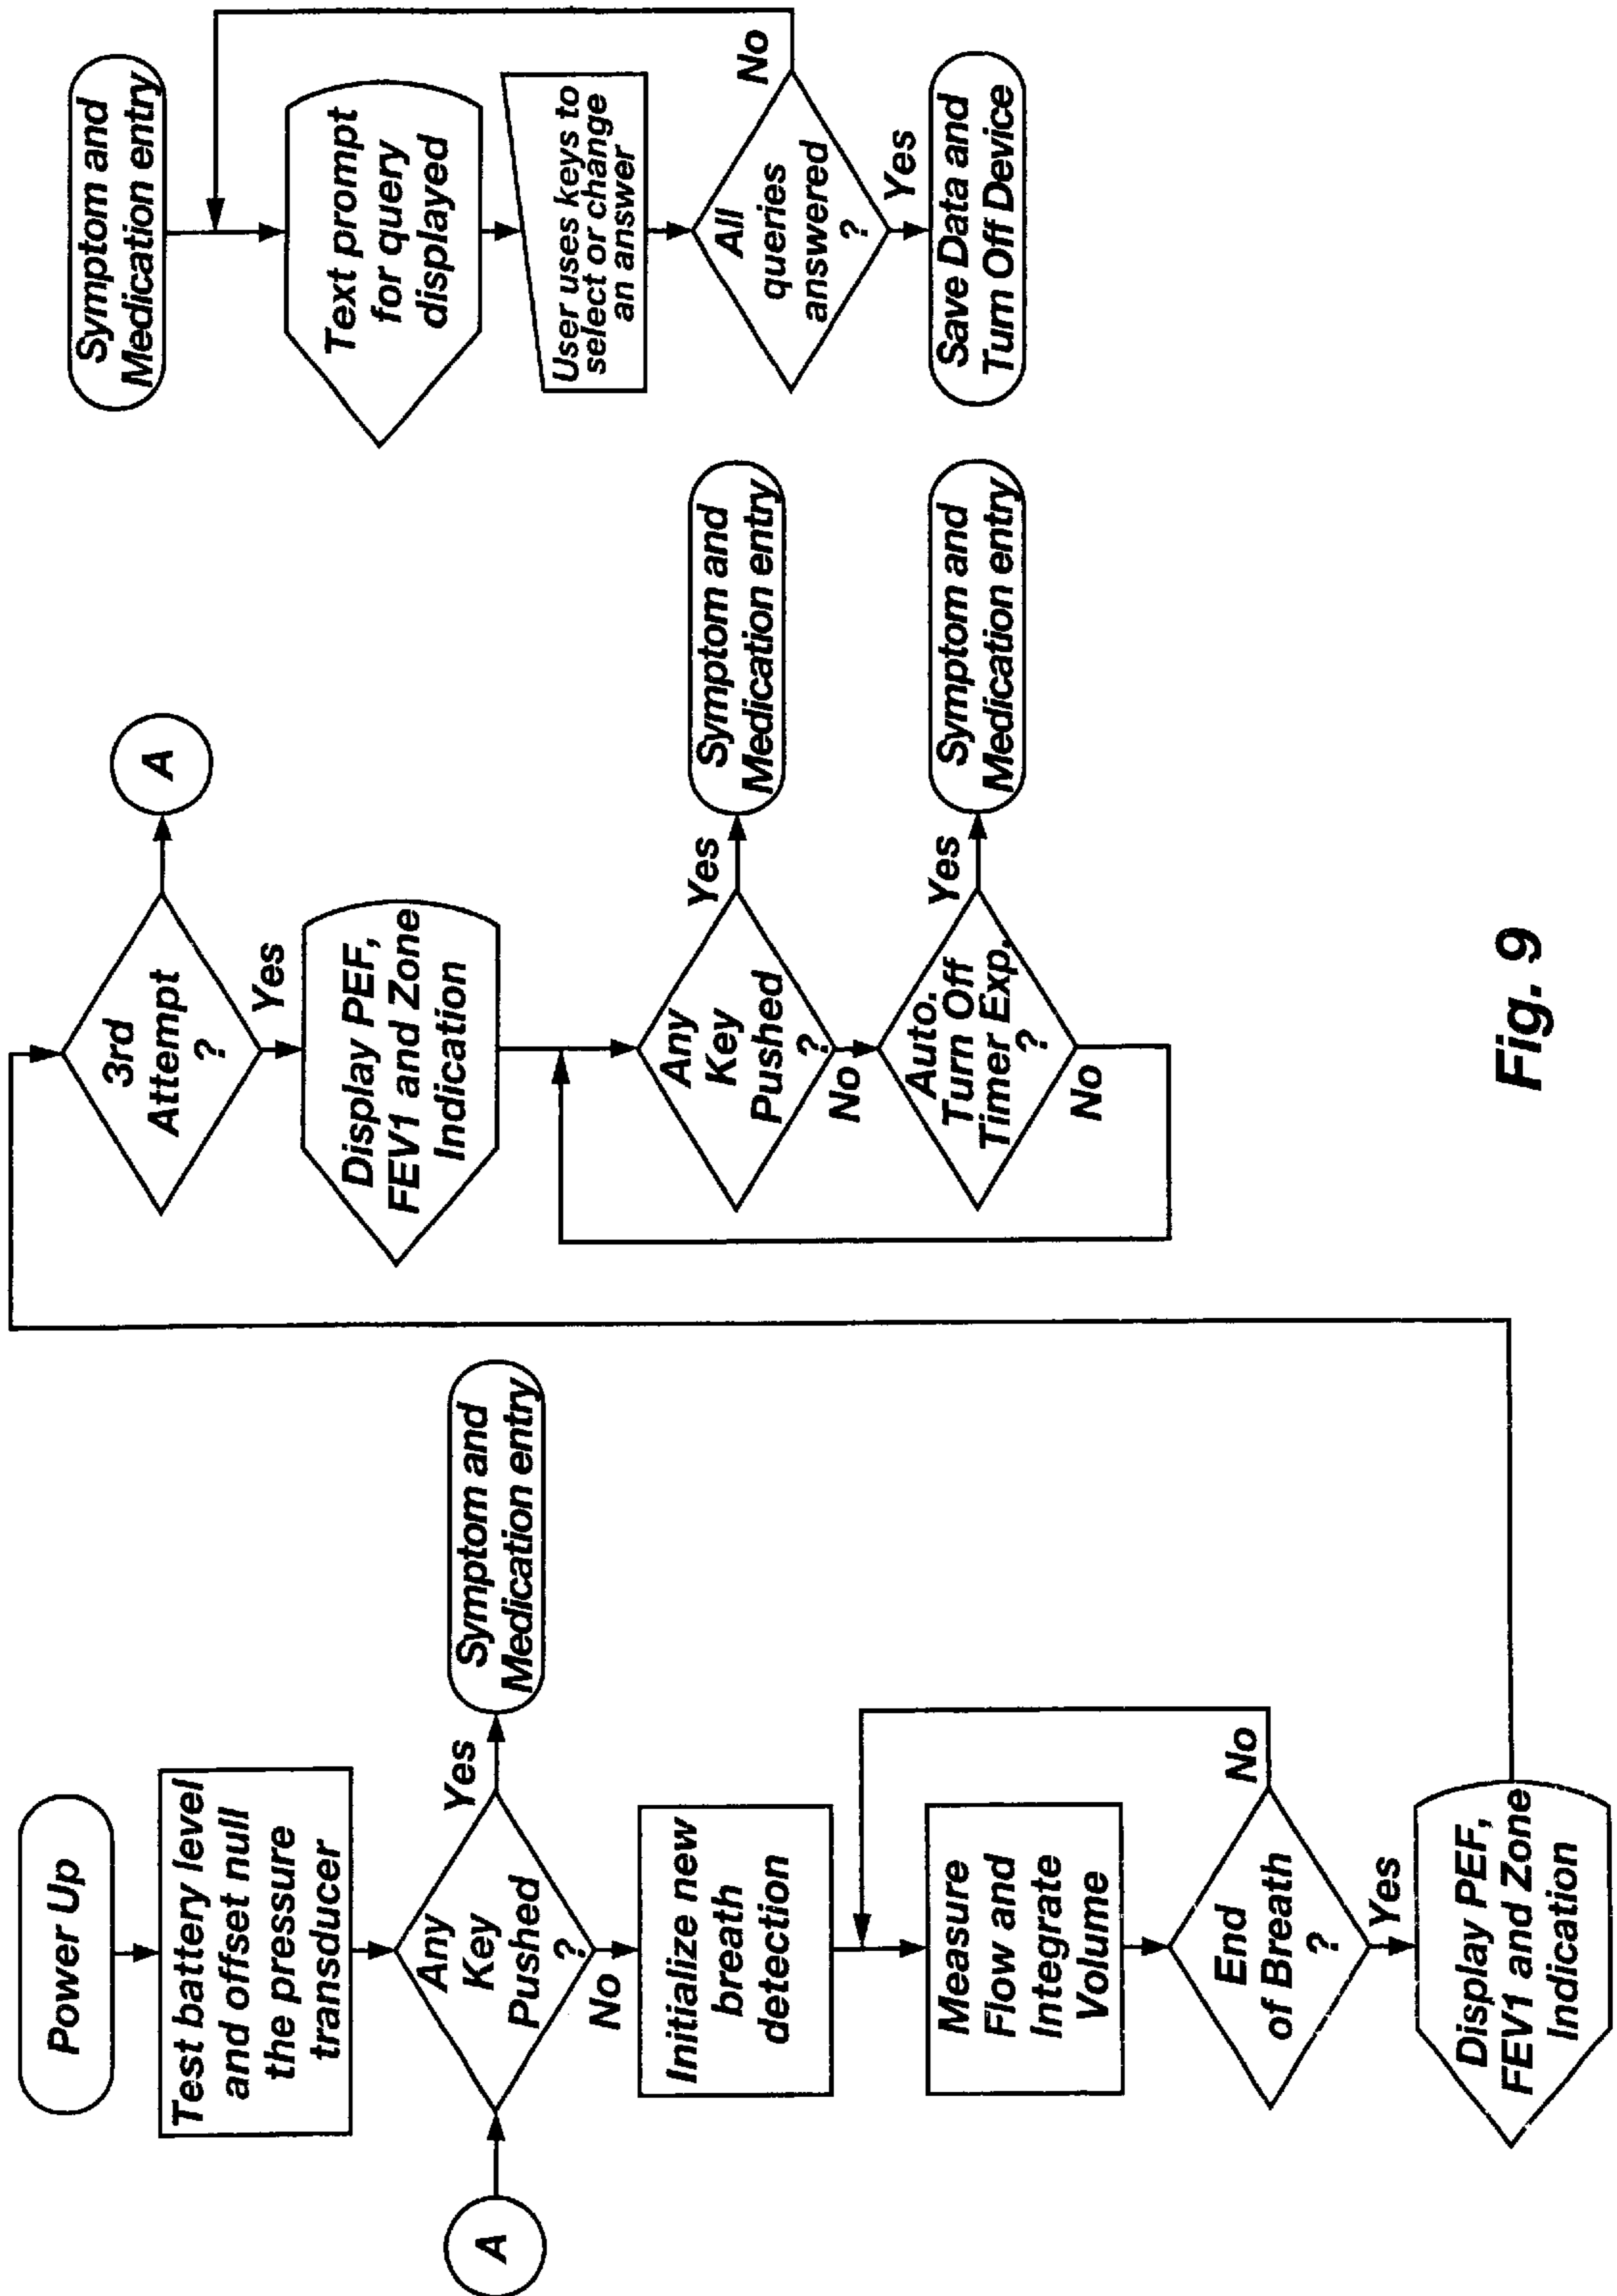 Power Up
Test battery level
and offset null
the pressure
transducer
A
Any
Key
Pushed
?
Yes
Symptom and
Medication entry
No
Initialize new
breath
detection
Measure
Flow and
Integrate
Volume
End
of Breath
?
No
Yes
Display PEF,
FEV1 and Zone
Indication
3rd
Attempt
?
A
Yes
Display PEF,
FEV1 and Zone
Indication
Any
Key
Pushed
?
Yes
Symptom and
Medication entry
No
Auto.
Turn Off
Timer Exp.
?
Yes
Symptom and
Medication entry
No
Symptom and
Medication entry
Text prompt
for query
displayed
User uses keys to
select or change
an answer
All
queries
answered
?
No
Yes
Save Data and
Turn Off Device
Fig. 9